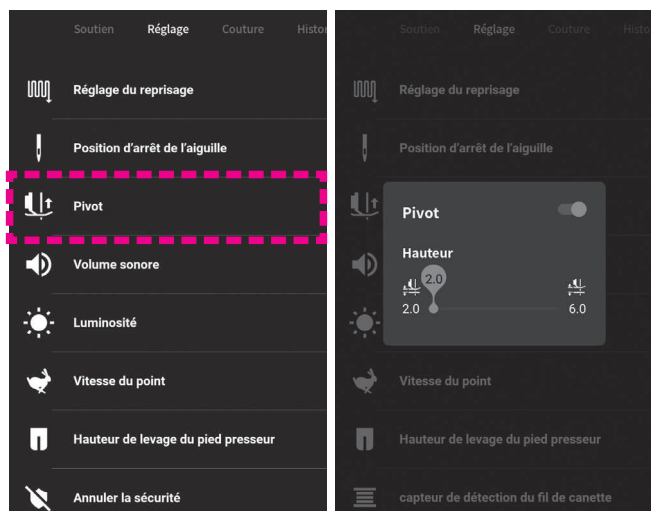 Soutien Réglage Couture Histor
Réglage du reprisage
Position d'arrêt de l'aiguille
Pivot
Volume sonore
Luminosité
Vitesse du point
Hauteur de levage du pied presseur
Annuler la sécurité
Soutien Réglage Couture Histo
Réglage du reprisage
Position d'arrêt de l'aiguille
Pivot
Hauteur
2.0
2.0 6.0
Vitesse du point
Hauteur de levage du pied presseur
capteur de détection du fil de canette